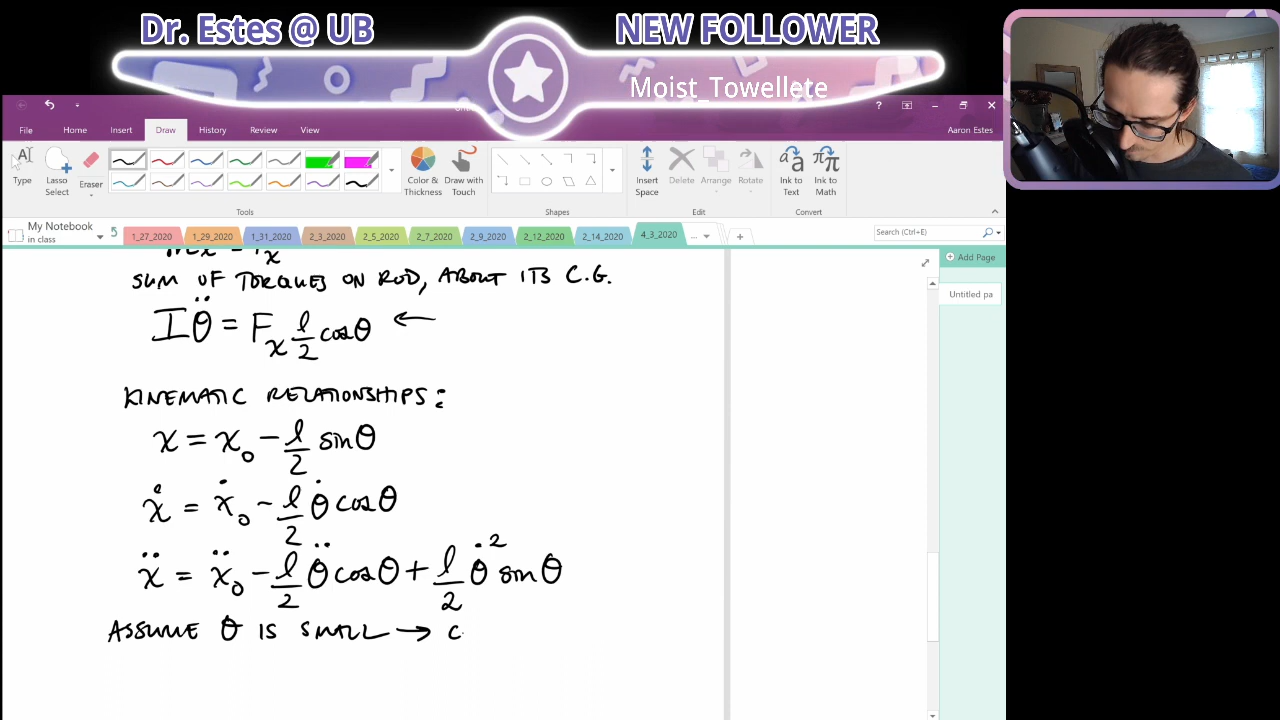 Dr. Estes @ UB
NEW FOLLOWER
Moist_Towellete
File Home Insert Draw History Review View
Aaron Estes
Type
Lasso Select
Eraser
Color & Thickness
Draw with Touch
Insert Space
Delete
Arrange
Rotate
Ink to Text
Ink to Math
Tools
Shapes
Edit
Convert
My Notebook
in class
1_27_2020 1_29_2020 1_31_2020 2_3_2020 2_5_2020 2_7_2020 2_9_2020 2_12_2020 2_14_2020 4_3_2020 ...
Search (Ctrl+E)
Add Page
Untitled pa
SUM OF TORQUES ON ROD, ABOUT ITS C.G.
Iθ̈ = Fₓ l/2 cosθ ←
KINEMATIC RELATIONSHIPS:
x = x₀ - l/2 sinθ
ẋ = ẋ₀ - l/2 θ̇ cosθ
ẍ = ẍ₀ - l/2 θ̈ cosθ + l/2 θ̇² sinθ
ASSUME θ IS SMALL → c